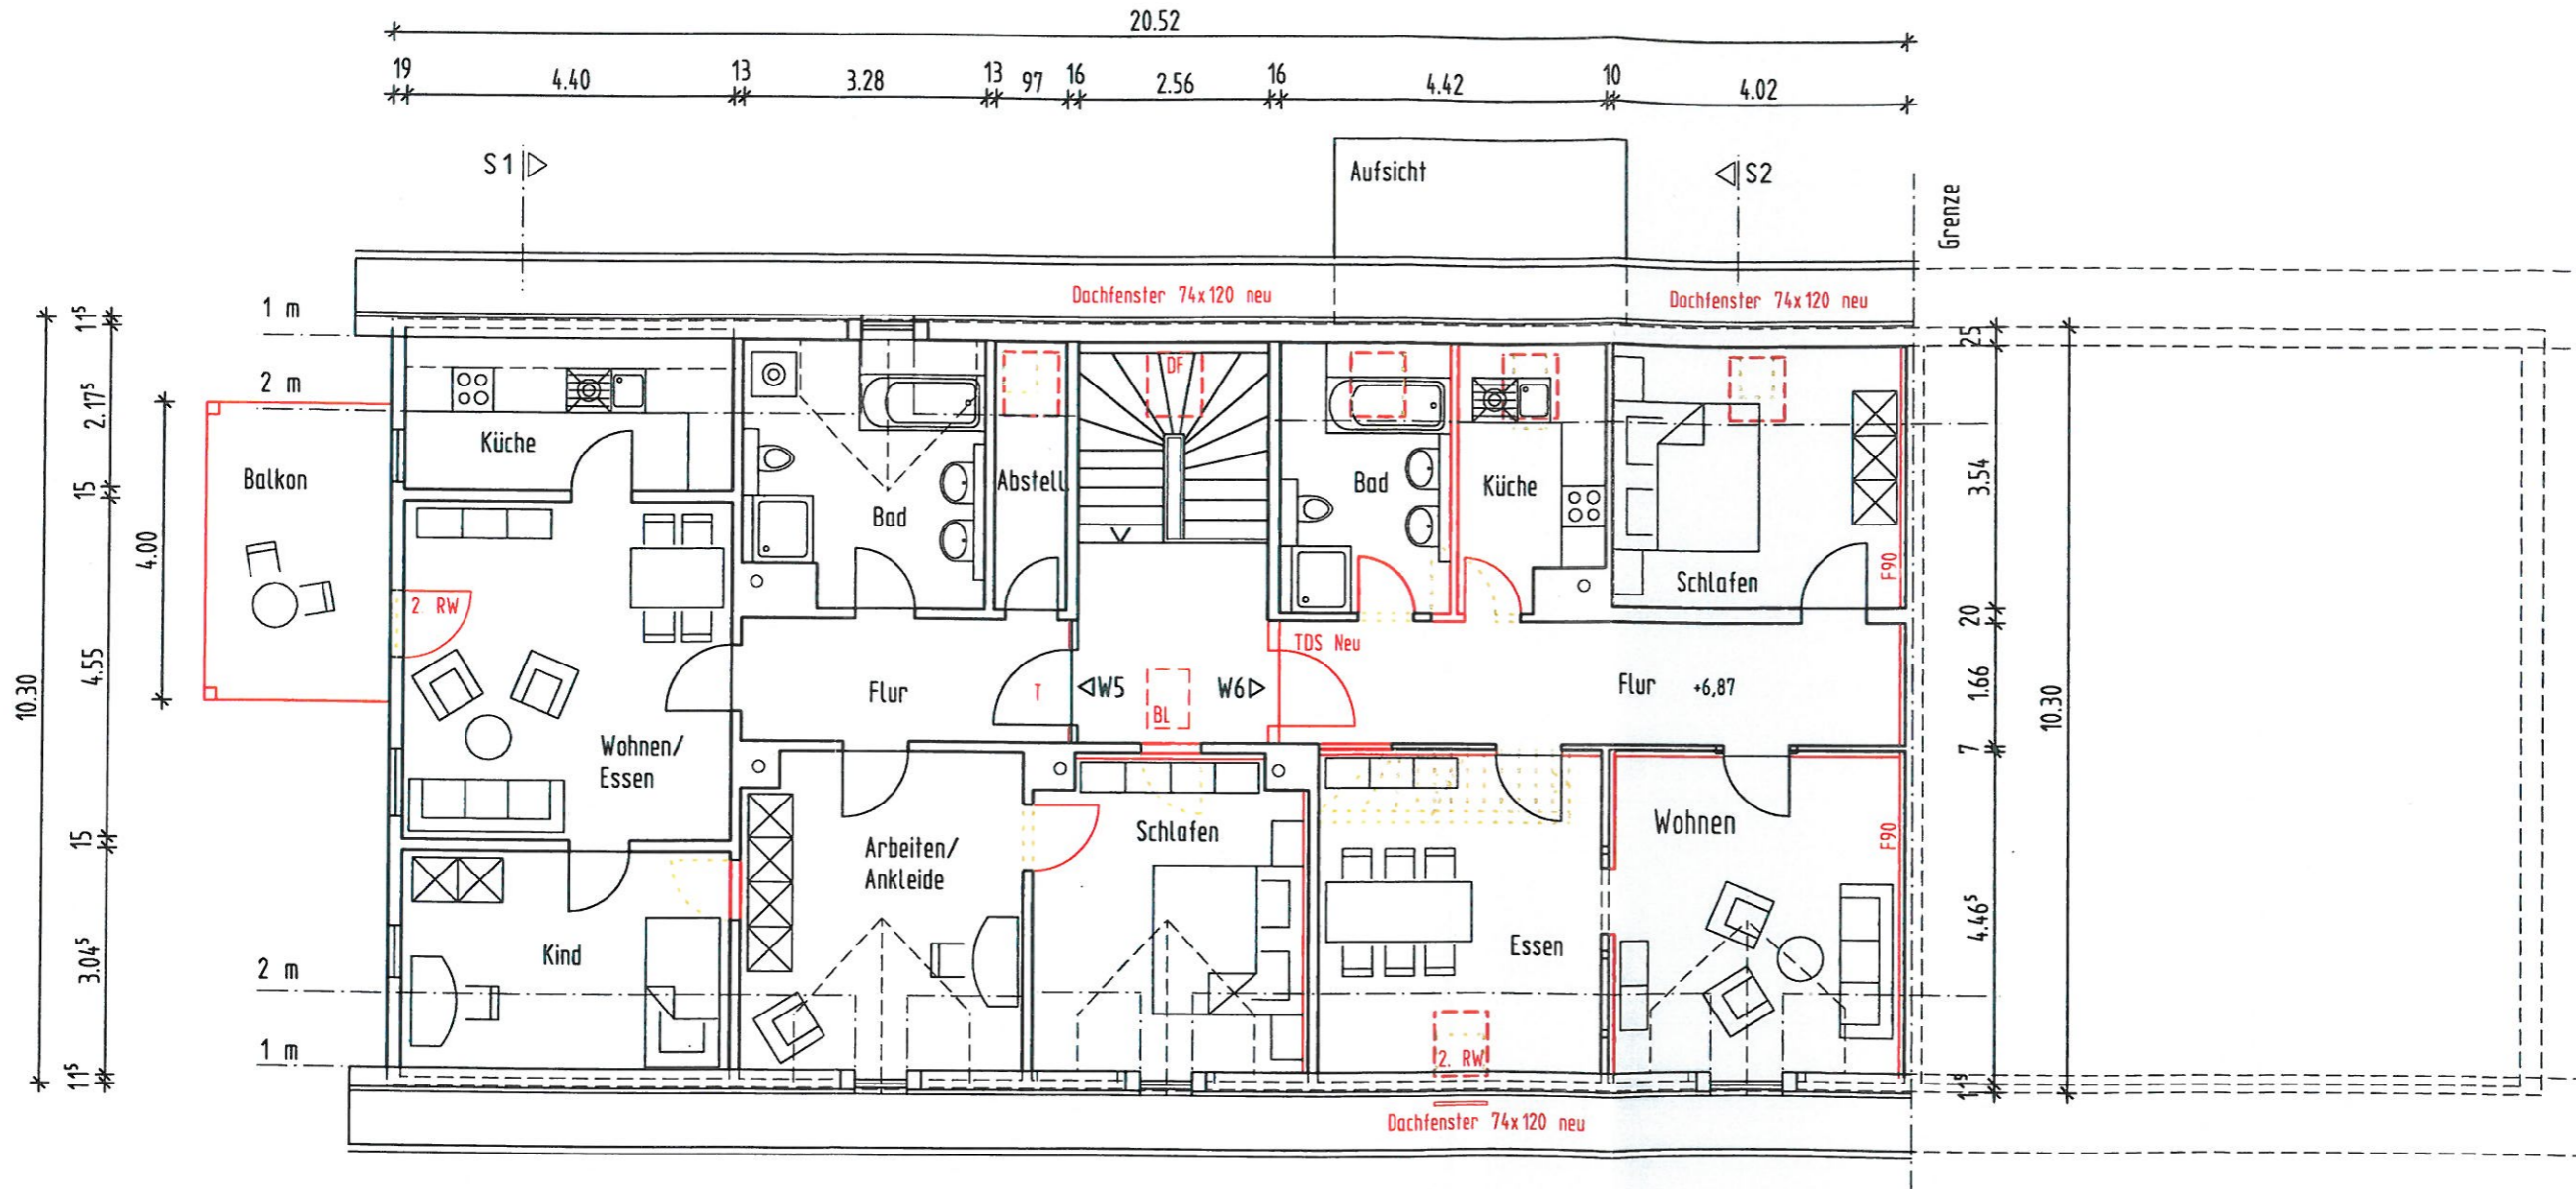 20.52
19 4.40 13 3.28 13 97 16 2.56 16 4.42 10 4.02
S1
Aufsicht
S2
Grenze
Dachfenster 74x120 neu
Dachfenster 74x120 neu
1 m
2 m
11⁵
2.17⁵
15
4.55
15
3.04⁵
11⁵
10.30
4.00
Balkon
Küche
Bad
Abstell
DF
Bad
Küche
Schlafen
F90
2. RW
Wohnen/
Essen
Flur
T
W5
BL
W6
TDS Neu
Flur +6,87
Kind
Arbeiten/
Ankleide
Schlafen
Essen
Wohnen
F90
2. RW
2 m
1 m
Dachfenster 74x120 neu
25
3.54
20
1.66
7
4.46⁵
11⁵
10.30